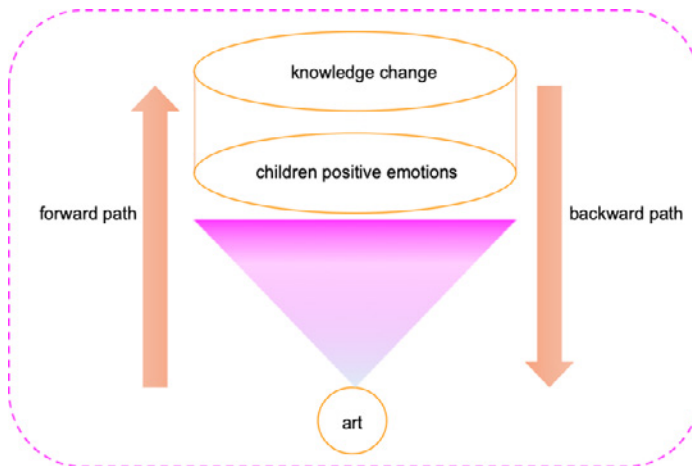 knowledge change
children positive emotions
forward path
backward path
art